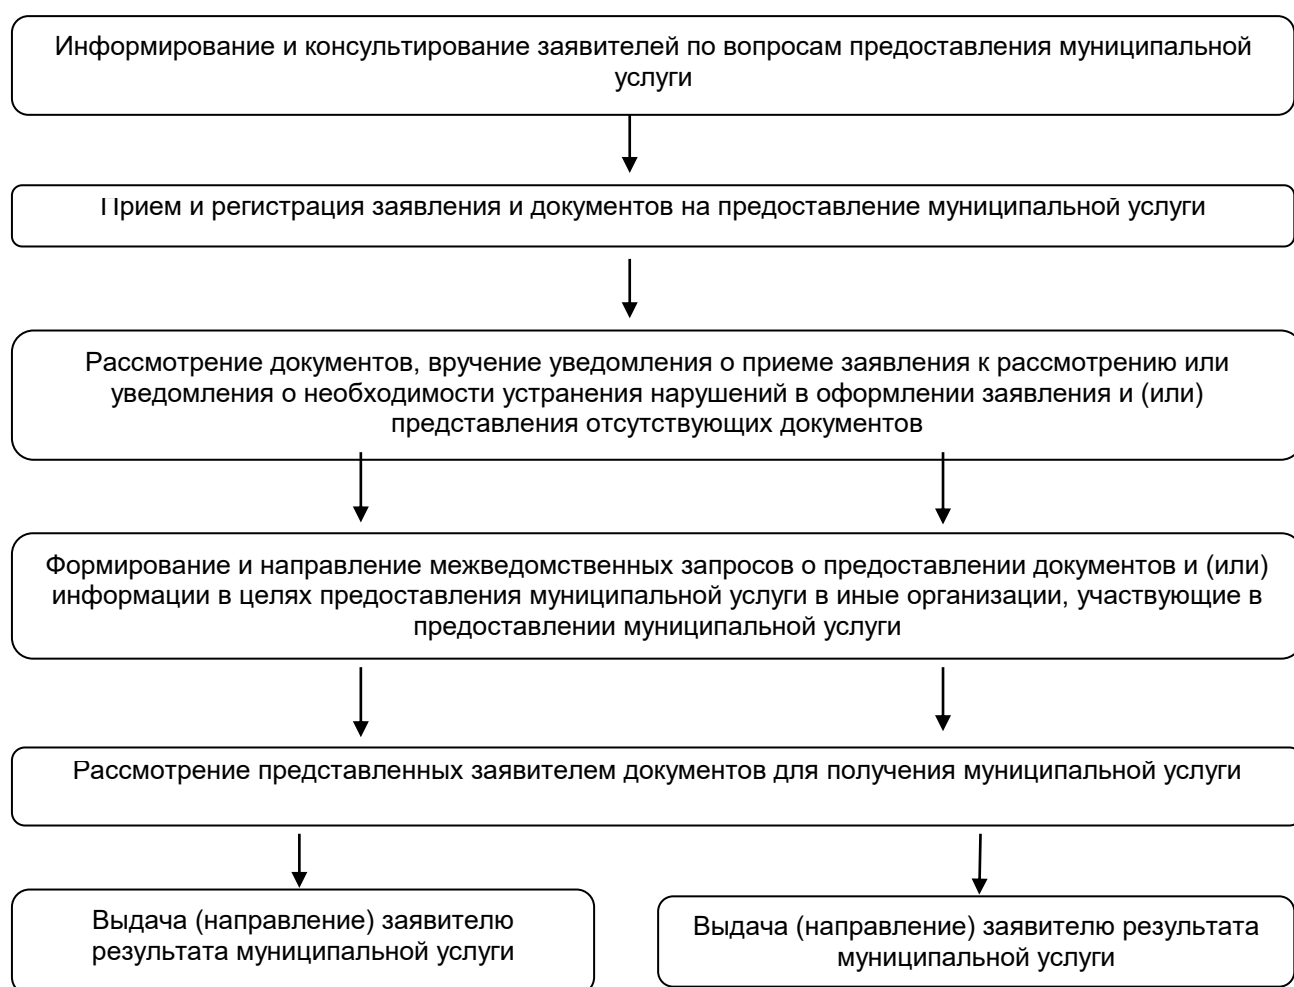 Информирование и консультирование заявителей по вопросам предоставления муниципальной
услуги
Прием и регистрация заявления и документов на предоставление муниципальной услуги
Рассмотрение документов, вручение уведомления о приеме заявления к рассмотрению или
уведомления о необходимости устранения нарушений в оформлении заявления и (или)
представления отсутствующих документов
Формирование и направление межведомственных запросов о предоставлении документов и (или)
информации в целях предоставления муниципальной услуги в иные организации, участвующие в
предоставлении муниципальной услуги
Рассмотрение представленных заявителем документов для получения муниципальной услуги
Выдача (направление) заявителю
результата муниципальной услуги
Выдача (направление) заявителю результата
муниципальной услуги